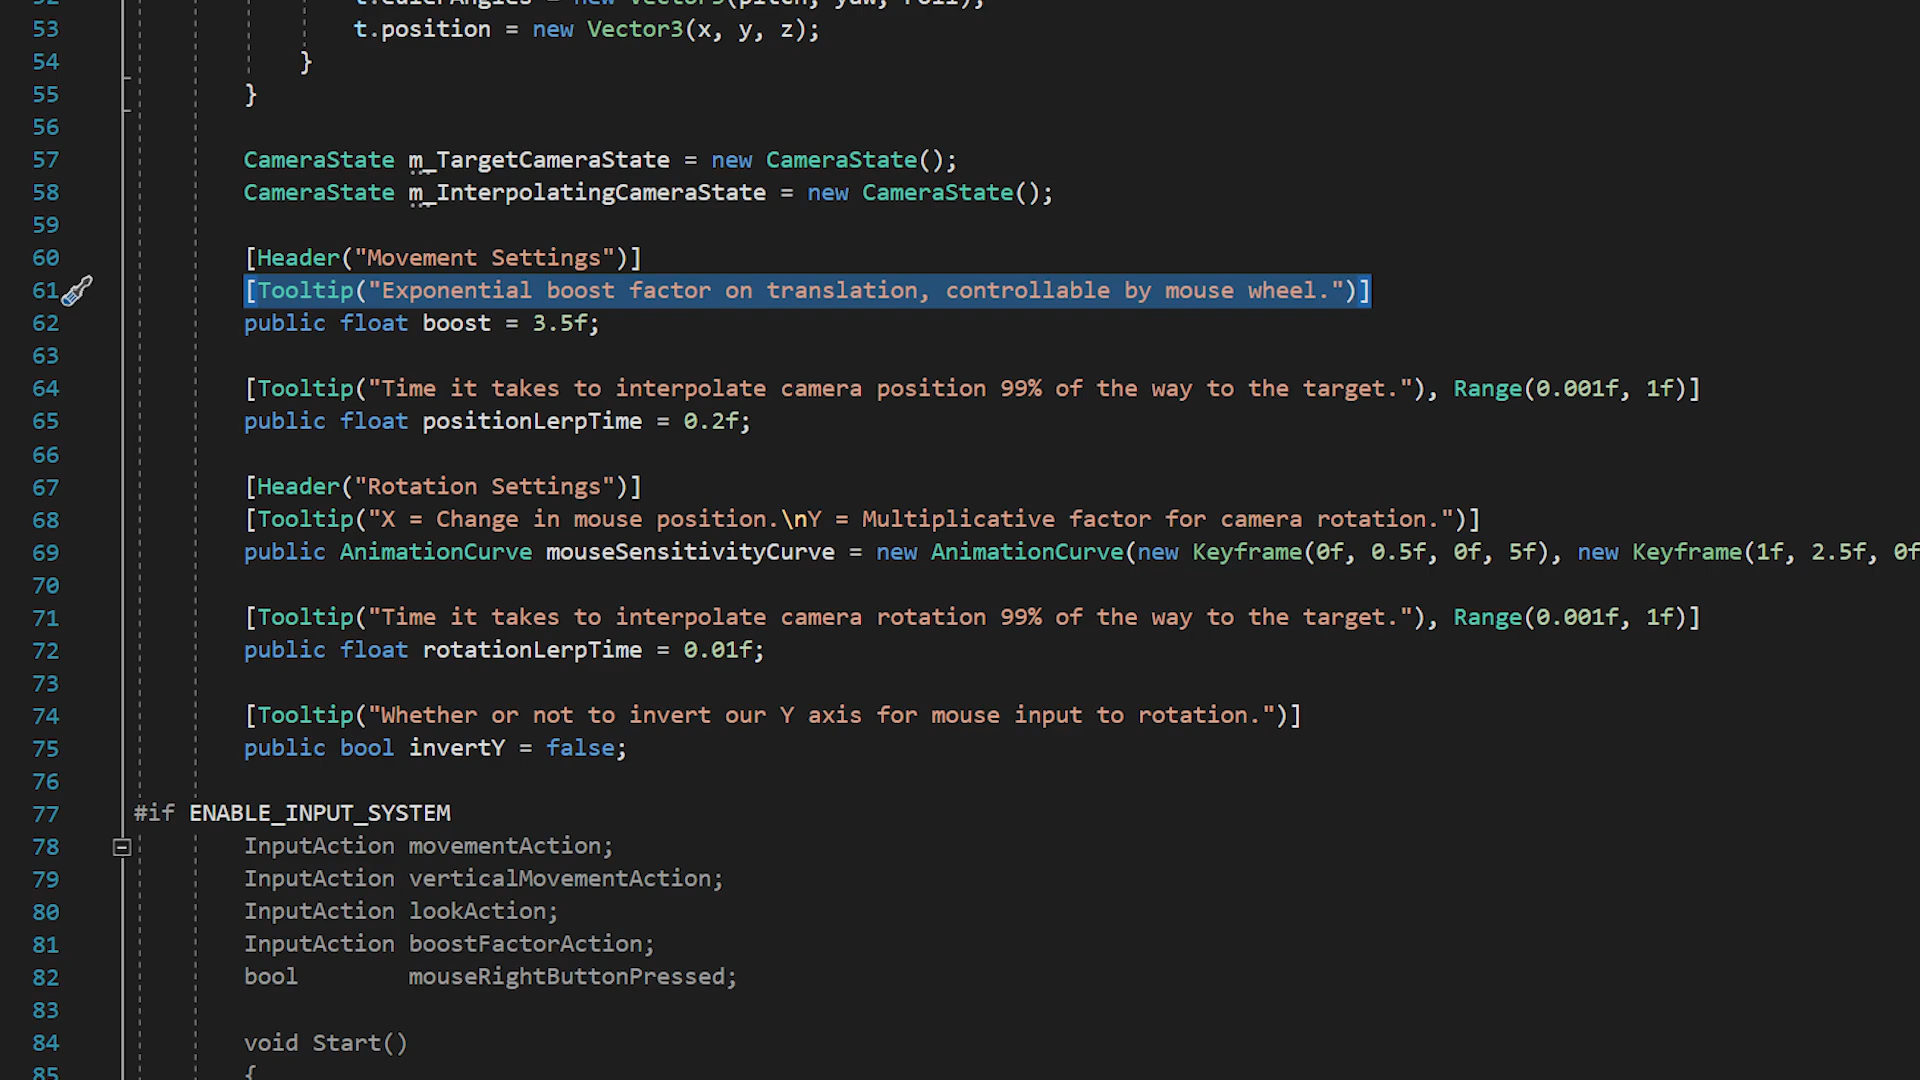 52 t.eulerAngles = new Vector3(pitch, yaw, roll);
53 t.position = new Vector3(x, y, z);
54 }
55 }
56
57 CameraState m_TargetCameraState = new CameraState();
58 CameraState m_InterpolatingCameraState = new CameraState();
59
60 [Header("Movement Settings")]
61 [Tooltip("Exponential boost factor on translation, controllable by mouse wheel.")]
62 public float boost = 3.5f;
63
64 [Tooltip("Time it takes to interpolate camera position 99% of the way to the target."), Range(0.001f, 1f)]
65 public float positionLerpTime = 0.2f;
66
67 [Header("Rotation Settings")]
68 [Tooltip("X = Change in mouse position.\nY = Multiplicative factor for camera rotation.")]
69 public AnimationCurve mouseSensitivityCurve = new AnimationCurve(new Keyframe(0f, 0.5f, 0f, 5f), new Keyframe(1f, 2.5f, 0f
70
71 [Tooltip("Time it takes to interpolate camera rotation 99% of the way to the target."), Range(0.001f, 1f)]
72 public float rotationLerpTime = 0.01f;
73
74 [Tooltip("Whether or not to invert our Y axis for mouse input to rotation.")]
75 public bool invertY = false;
76
77 #if ENABLE_INPUT_SYSTEM
78 InputAction movementAction;
79 InputAction verticalMovementAction;
80 InputAction lookAction;
81 InputAction boostFactorAction;
82 bool mouseRightButtonPressed;
83
84 void Start()
85 {